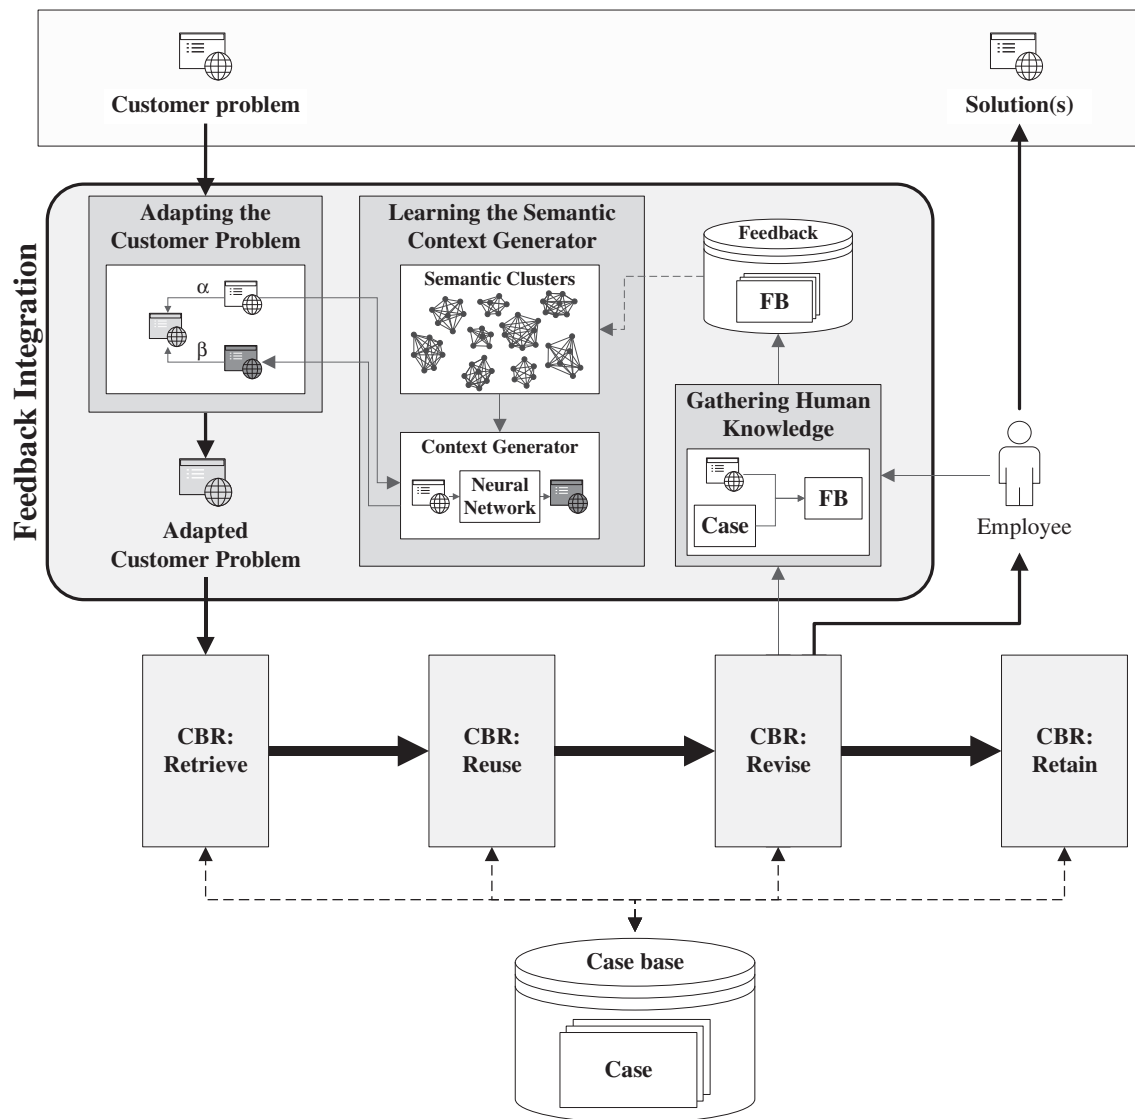 Customer problem
Solution(s)
Feedback Integration
Adapting the
Customer Problem
α
β
Adapted
Customer Problem
Learning the Semantic
Context Generator
Semantic Clusters
Context Generator
Neural
Network
Feedback
FB
Gathering Human
Knowledge
Case
FB
Employee
CBR:
Retrieve
CBR:
Reuse
CBR:
Revise
CBR:
Retain
Case base
Case